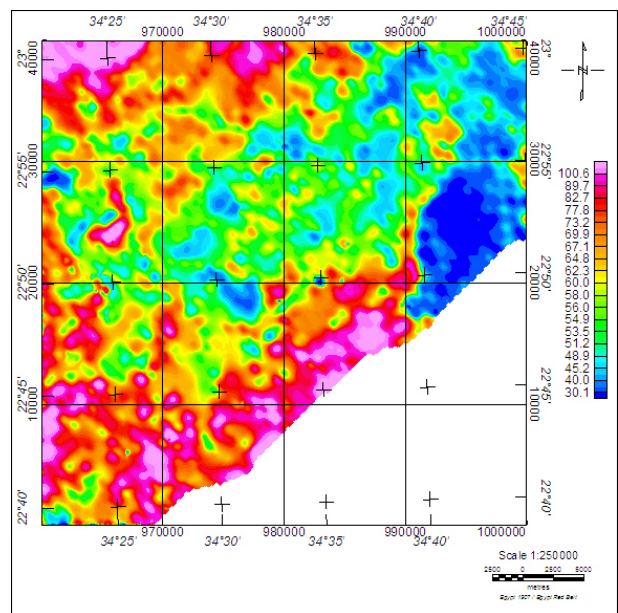 34°25' 970000 34°30' 980000 34°35' 990000 34°40' 1000000 34°45'
23° 40000 40000 23°
N
22°55' 30000 30000 22°55'
22°50' 20000 20000 22°50'
22°45' 10000 10000 22°45'
22°40' 22°40'
100.6
89.7
82.7
77.8
73.2
69.9
67.1
64.8
62.3
60.0
58.0
56.0
54.9
53.5
51.2
48.9
45.2
40.0
30.1
970000 980000 990000 1000000
34°25' 34°30' 34°35' 34°40'
Scale 1:250000
2500 0 2500 5000
metres
Egypt 1907 / Egypt Red Belt